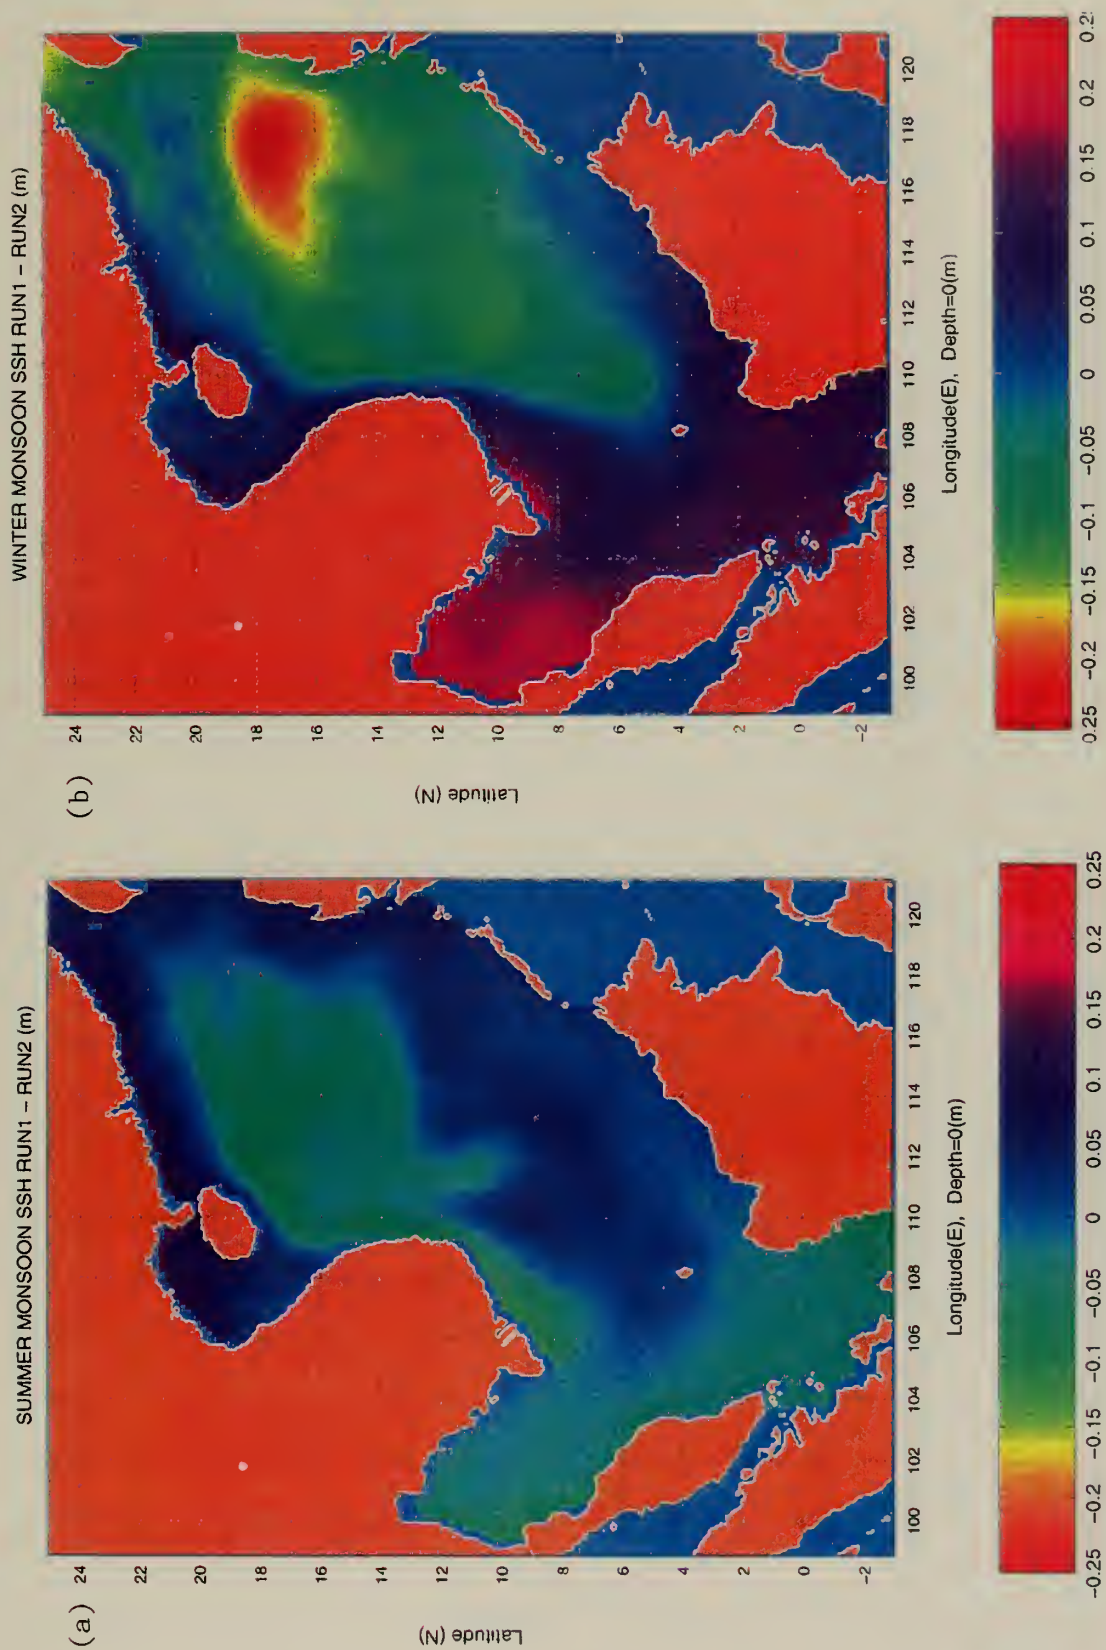 (a)
SUMMER MONSOON SSH RUN1 – RUN2 (m)
Latitude (N)
24
22
20
18
16
14
12
10
8
6
4
2
0
−2
100 102 104 106 108 110 112 114 116 118 120
Longitude(E), Depth=0(m)
−0.25 −0.2 −0.15 −0.1 −0.05 0 0.05 0.1 0.15 0.2 0.25
(b)
WINTER MONSOON SSH RUN1 – RUN2 (m)
Latitude (N)
24
22
20
18
16
14
12
10
8
6
4
2
0
−2
100 102 104 106 108 110 112 114 116 118 120
Longitude(E), Depth=0(m)
0.25 −0.2 −0.15 −0.1 −0.05 0 0.05 0.1 0.15 0.2 0.2